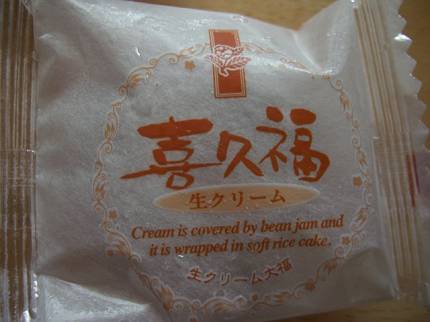 喜久福
生クリーム
Cream is covered by bean jam and
it is wrapped in soft rice cake.
生クリーム大福